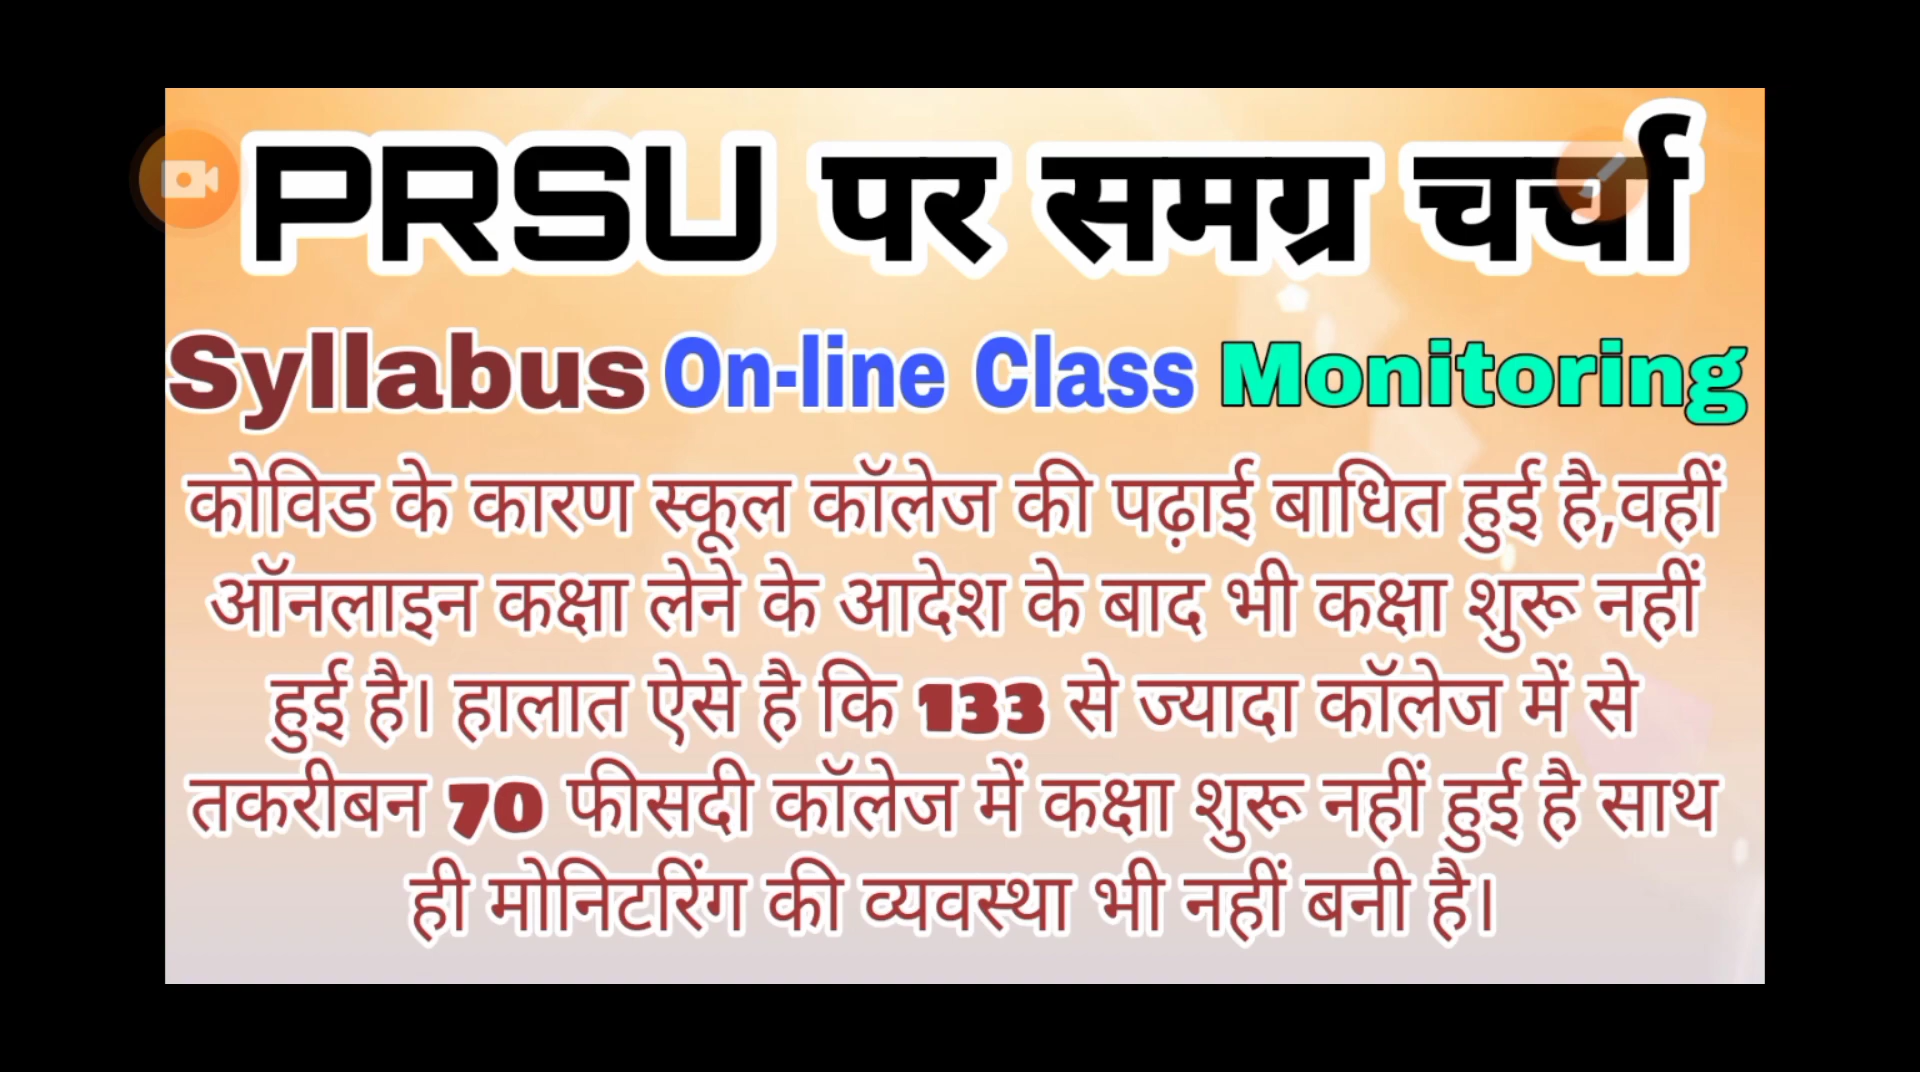 PRSU पर समग्र चर्चा
Syllabus On-line Class Monitoring
कोविड के कारण स्कूल कॉलेज की पढ़ाई बाधित हुई है,वहीं
ऑनलाइन कक्षा लेने के आदेश के बाद भी कक्षा शुरू नहीं
हुई है। हालात ऐसे है कि 133 से ज्यादा कॉलेज में से
तकरीबन 70 फीसदी कॉलेज में कक्षा शुरू नहीं हुई है साथ
ही मोनिटरिंग की व्यवस्था भी नहीं बनी है।